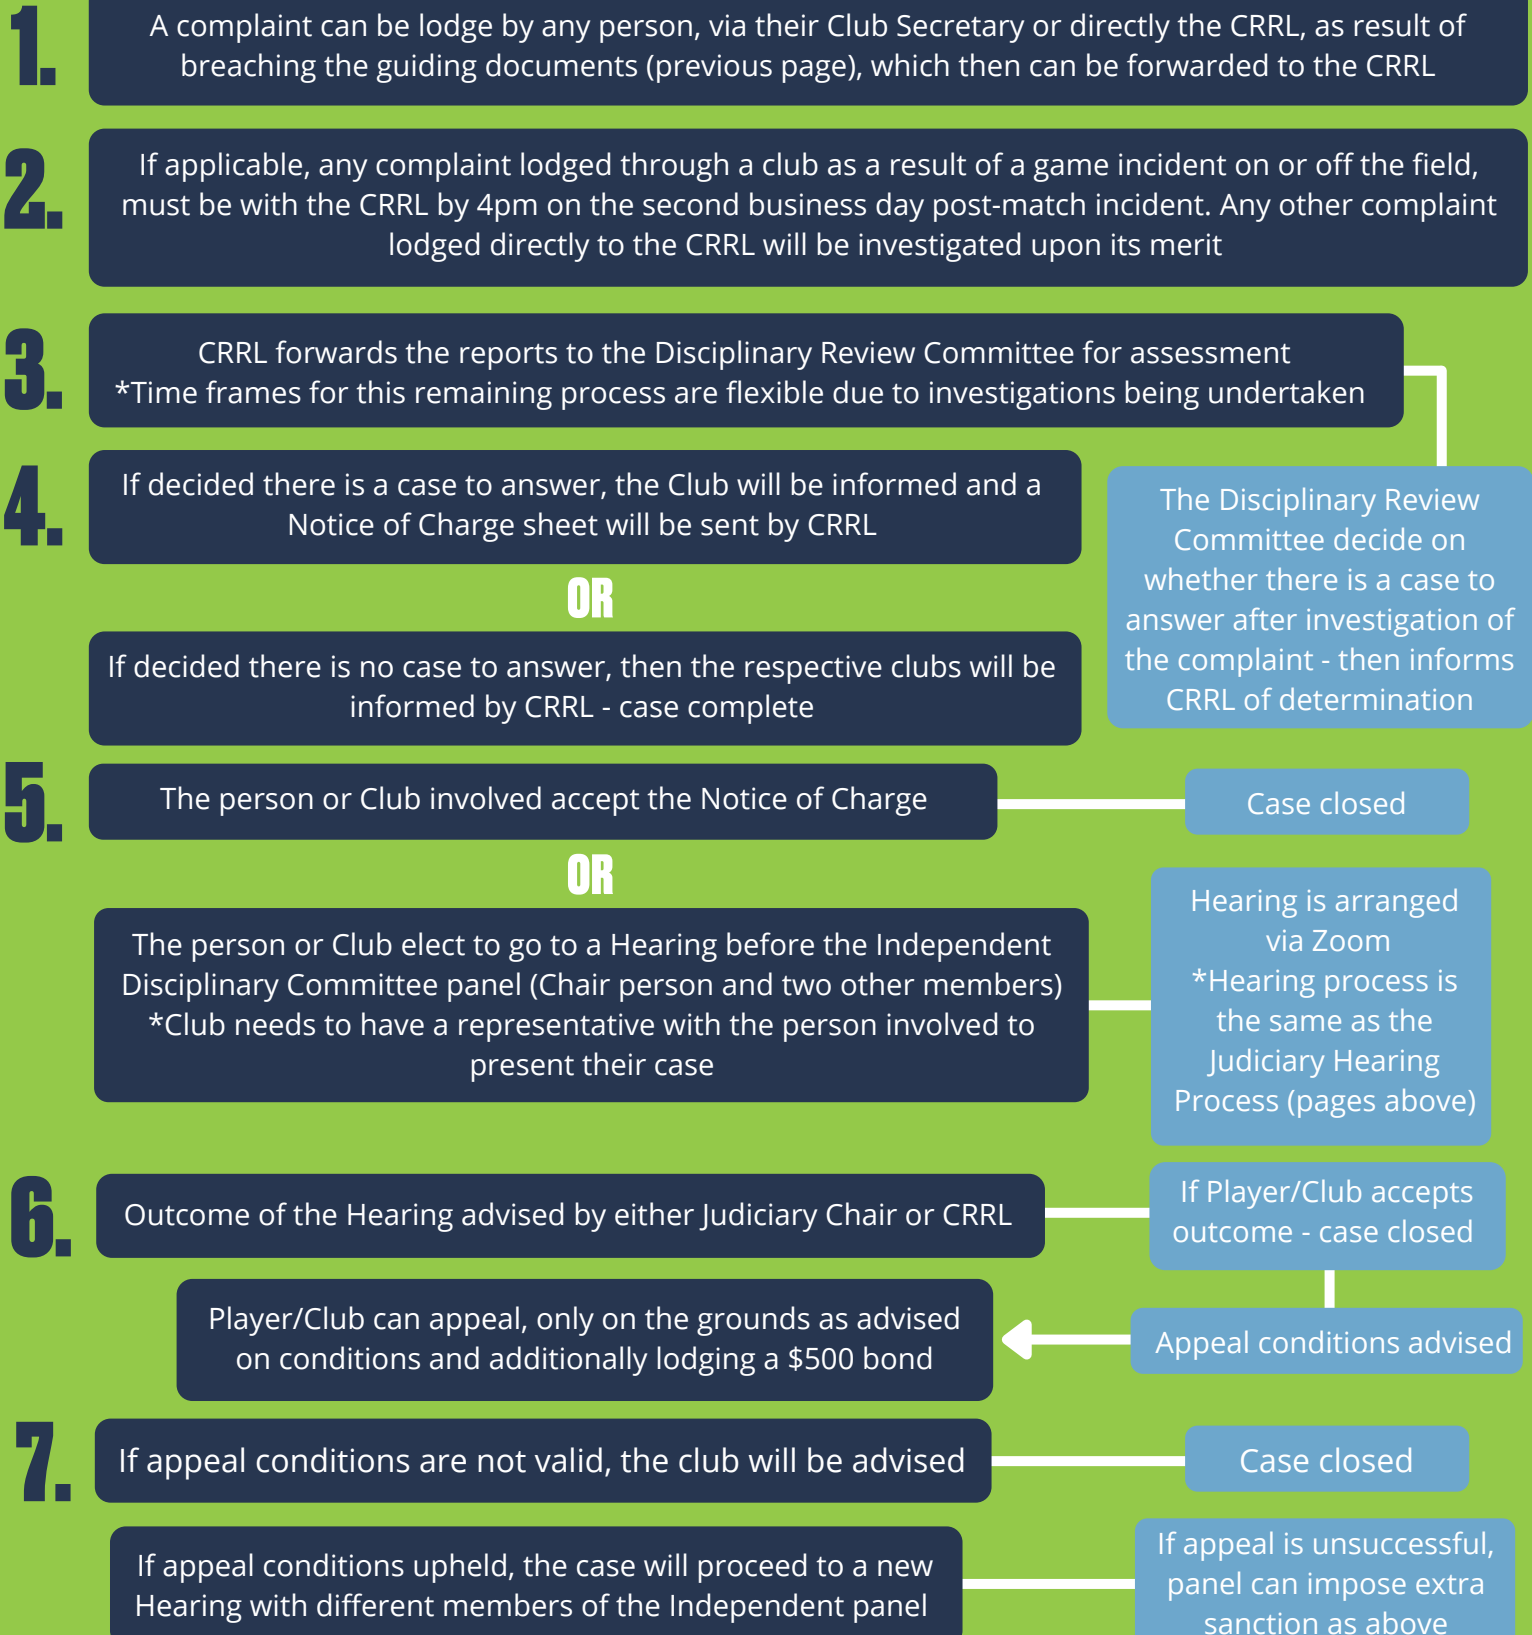 1.
A complaint can be lodge by any person, via their Club Secretary or directly the CRRL, as result of
breaching the guiding documents (previous page), which then can be forwarded to the CRRL
2.
If applicable, any complaint lodged through a club as a result of a game incident on or off the field,
must be with the CRRL by 4pm on the second business day post-match incident. Any other complaint
lodged directly to the CRRL will be investigated upon its merit
3.
CRRL forwards the reports to the Disciplinary Review Committee for assessment
*Time frames for this remaining process are flexible due to investigations being undertaken
The Disciplinary Review
Committee decide on
whether there is a case to
answer after investigation of
the complaint - then informs
CRRL of determination
4.
If decided there is a case to answer, the Club will be informed and a
Notice of Charge sheet will be sent by CRRL
OR
If decided there is no case to answer, then the respective clubs will be
informed by CRRL - case complete
5.
The person or Club involved accept the Notice of Charge
Case closed
OR
The person or Club elect to go to a Hearing before the Independent
Disciplinary Committee panel (Chair person and two other members)
*Club needs to have a representative with the person involved to
present their case
Hearing is arranged
via Zoom
*Hearing process is
the same as the
Judiciary Hearing
Process (pages above)
6.
Outcome of the Hearing advised by either Judiciary Chair or CRRL
If Player/Club accepts
outcome - case closed
Appeal conditions advised
Player/Club can appeal, only on the grounds as advised
on conditions and additionally lodging a $500 bond
7.
If appeal conditions are not valid, the club will be advised
Case closed
If appeal conditions upheld, the case will proceed to a new
Hearing with different members of the Independent panel
If appeal is unsuccessful,
panel can impose extra
sanction as above